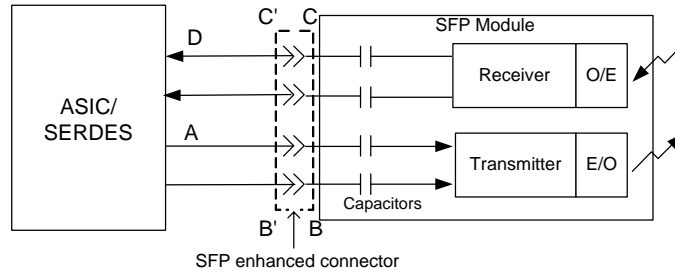 C' C
SFP Module
D
Receiver O/E
ASIC/
SERDES
A
Transmitter E/O
Capacitors
B' B
SFP enhanced connector